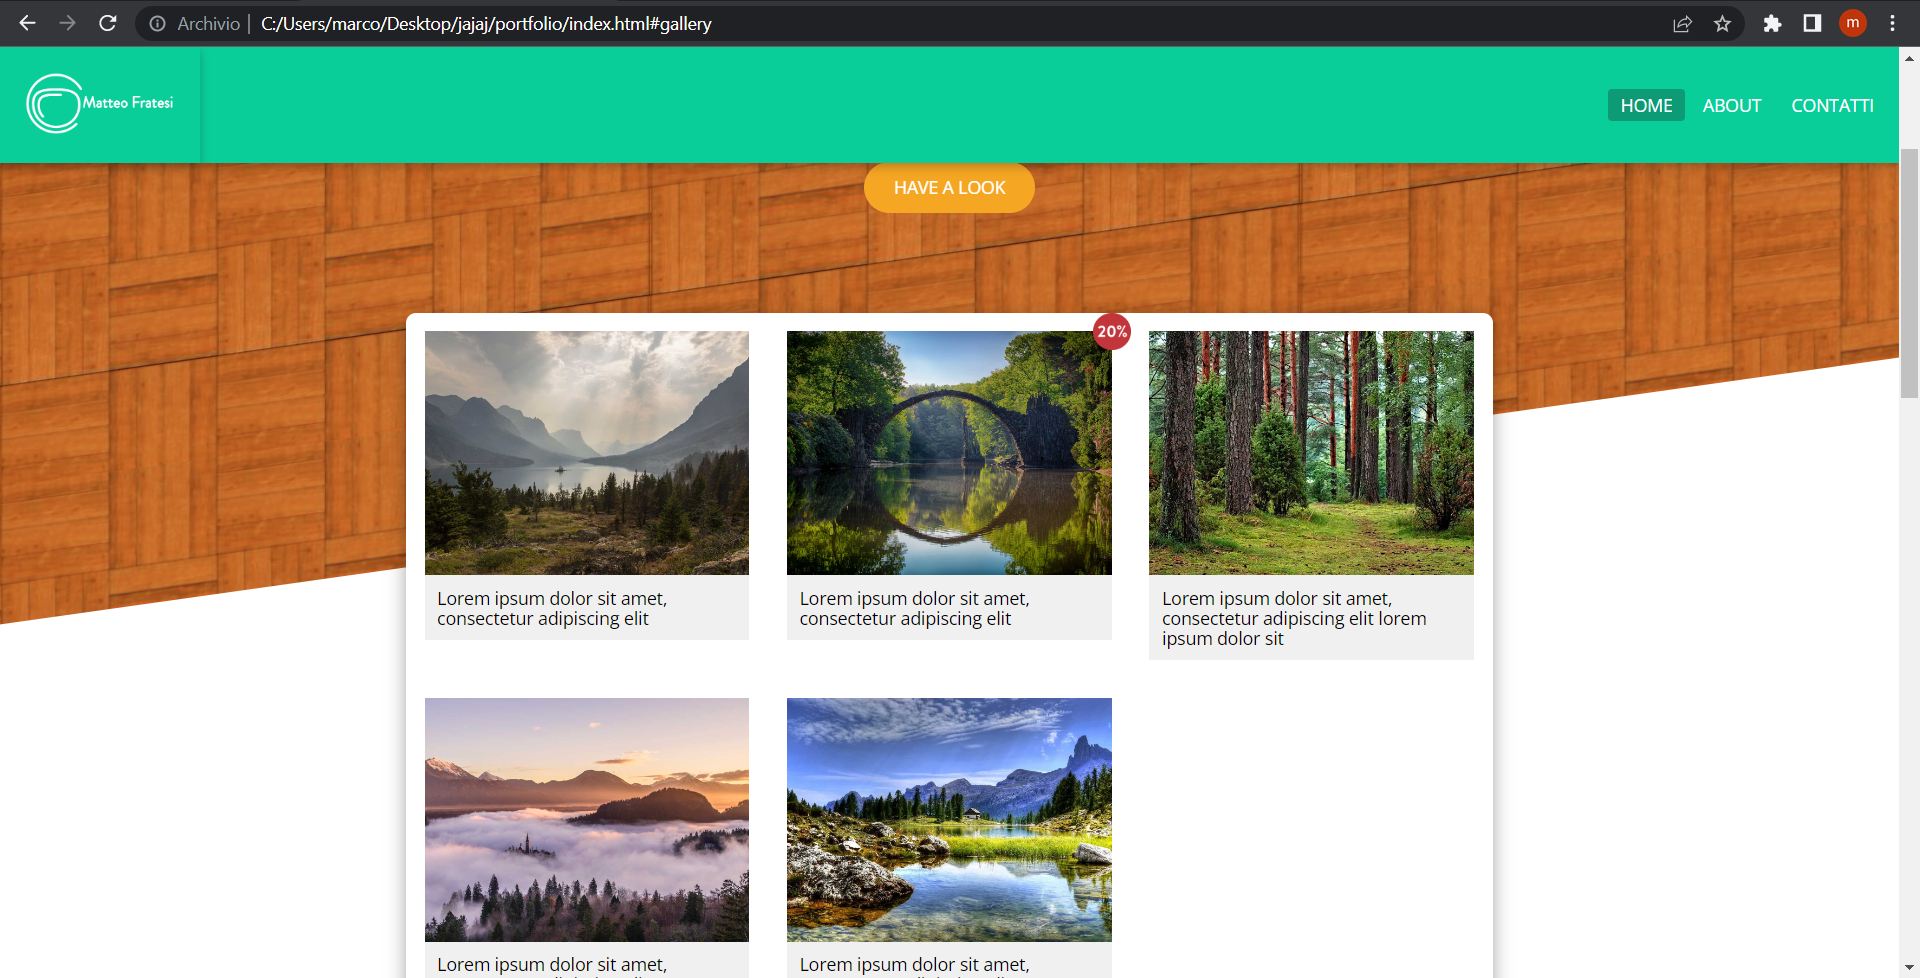 Archivio | C:/Users/marco/Desktop/jajaj/portfolio/index.html#gallery
m
Matteo Fratesi
HOME ABOUT CONTATTI
HAVE A LOOK
20%
Lorem ipsum dolor sit amet,
consectetur adipiscing elit
Lorem ipsum dolor sit amet,
consectetur adipiscing elit
Lorem ipsum dolor sit amet,
consectetur adipiscing elit lorem
ipsum dolor sit
Lorem ipsum dolor sit amet,
Lorem ipsum dolor sit amet,